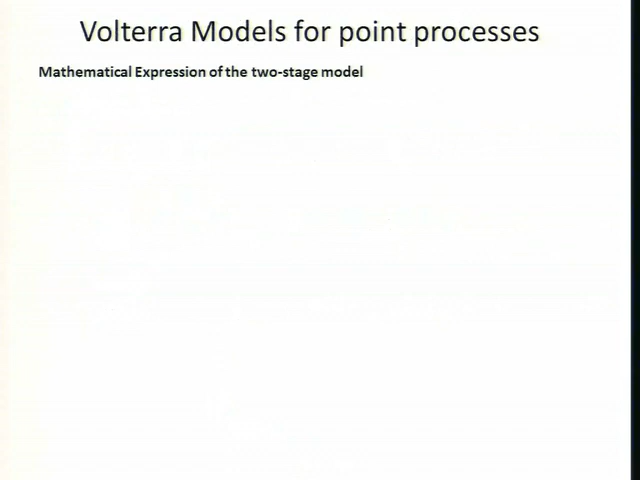 Volterra Models for point processes
Mathematical Expression of the two-stage model